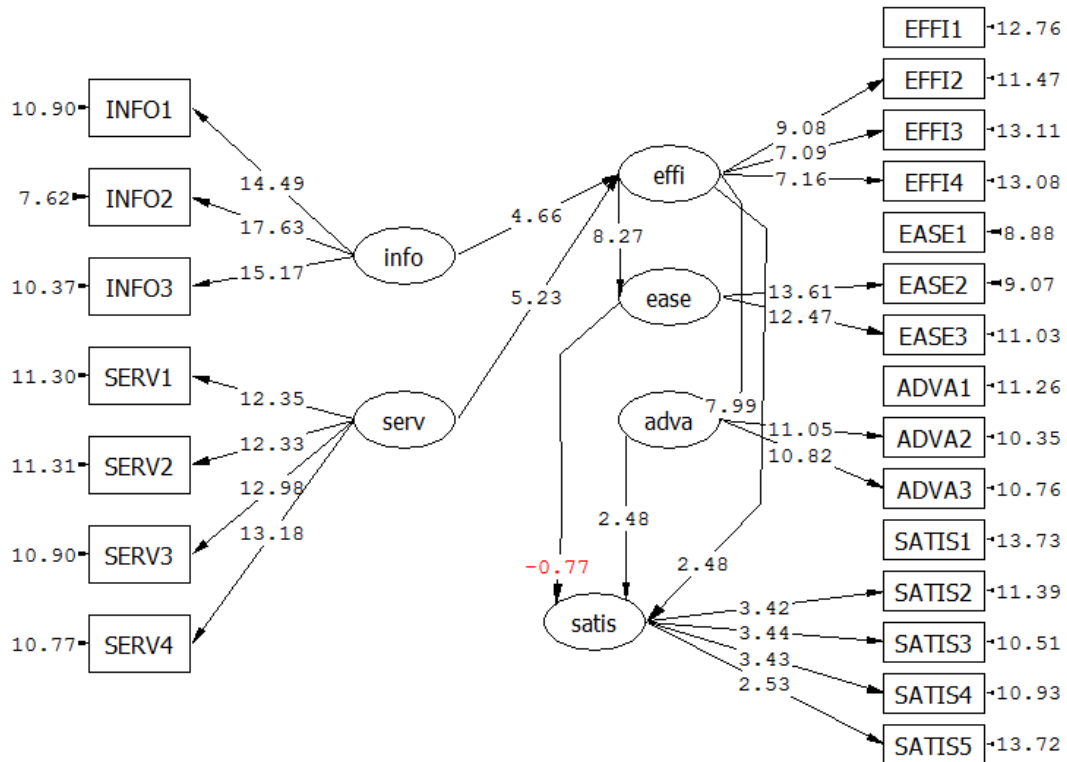 EFFI1 12.76
EFFI2 11.47
EFFI3 13.11
EFFI4 13.08
EASE1 8.88
EASE2 9.07
EASE3 11.03
ADVA1 11.26
ADVA2 10.35
ADVA3 10.76
SATIS1 13.73
SATIS2 11.39
SATIS3 10.51
SATIS4 10.93
SATIS5 13.72
10.90 INFO1
7.62 INFO2
10.37 INFO3
11.30 SERV1
11.31 SERV2
10.90 SERV3
10.77 SERV4
14.49
17.63
15.17
info
12.35
12.33
12.98
13.18
serv
4.66
5.23
effi
9.08
7.09
7.16
8.27
ease
13.61
12.47
adva
7.99
11.05
10.82
2.48
-0.77
2.48
satis
3.42
3.44
3.43
2.53